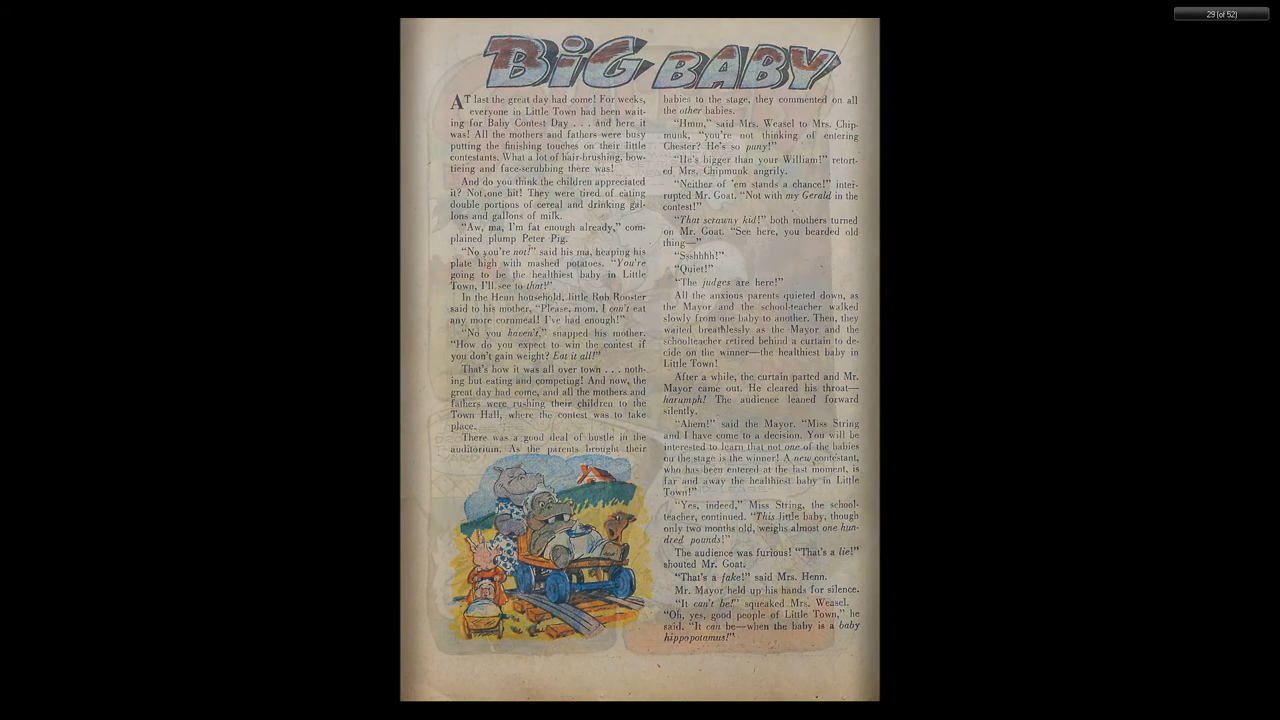 29 (of 52)
BiG BABY
AT last the great day had come! For weeks,
everyone in Little Town had been wait-
ing for Baby Contest Day . . . and here it
was! All the mothers and fathers were busy
putting the finishing touches on their little
contestants. What a lot of hair-brushing, bow-
tieing and face-scrubbing there was!
And do you think the children appreciated
it? Not one bit! They were tired of eating
double portions of cereal and drinking gal-
lons and gallons of milk.
"Aw, ma, I'm fat enough already," com-
plained plump Peter Pig.
"No you're not!" said his ma, heaping his
plate high with mashed potatoes. "You're
going to be the healthiest baby in Little
Town, I'll see to that!"
In the Henn household, little Rob Rooster
said to his mother, "Please, mom, I can't eat
any more cornmeal! I've had enough!"
"No you haven't," snapped his mother.
"How do you expect to win the contest if
you don't gain weight? Eat it all!"
That's how it was all over town . . . noth-
ing but eating and competing! And now, the
great day had come, and all the mothers and
fathers were rushing their children to the
Town Hall, where the contest was to take
place.
There was a good deal of bustle in the
auditorium. As the parents brought their
babies to the stage, they commented on all
the other babies.
"Hmm," said Mrs. Weasel to Mrs. Chip-
munk, "you're not thinking of entering
Chester? He's so puny!"
"He's bigger than your William!" retort-
ed Mrs. Chipmunk angrily.
"Neither of 'em stands a chance!" inter-
rupted Mr. Goat. "Not with my Gerald in the
contest!"
"That scrawny kid!" both mothers turned
on Mr. Goat. "See here, you bearded old
thing—"
"Ssshhhh!"
"Quiet!"
"The judges are here!"
All the anxious parents quieted down, as
the Mayor and the school-teacher walked
slowly from one baby to another. Then, they
waited breathlessly as the Mayor and the
schoolteacher retired behind a curtain to de-
cide on the winner—the healthiest baby in
Little Town!
After a while, the curtain parted and Mr.
Mayor came out. He cleared his throat—
harumph! The audience leaned forward
silently.
"Ahem!" said the Mayor. "Miss String
and I have come to a decision. You will be
interested to learn that not one of the babies
on the stage is the winner! A new contestant,
who has been entered at the last moment, is
far and away the healthiest baby in Little
Town!"
"Yes, indeed," Miss String, the school-
teacher, continued. "This little baby, though
only two months old, weighs almost one hun-
dred pounds!"
The audience was furious! "That's a lie!"
shouted Mr. Goat.
"That's a fake!" said Mrs. Henn.
Mr. Mayor held up his hands for silence.
"It can't be!" squeaked Mrs. Weasel.
"Oh, yes, good people of Little Town," he
said. "It can be—when the baby is a baby
hippopotamus!"